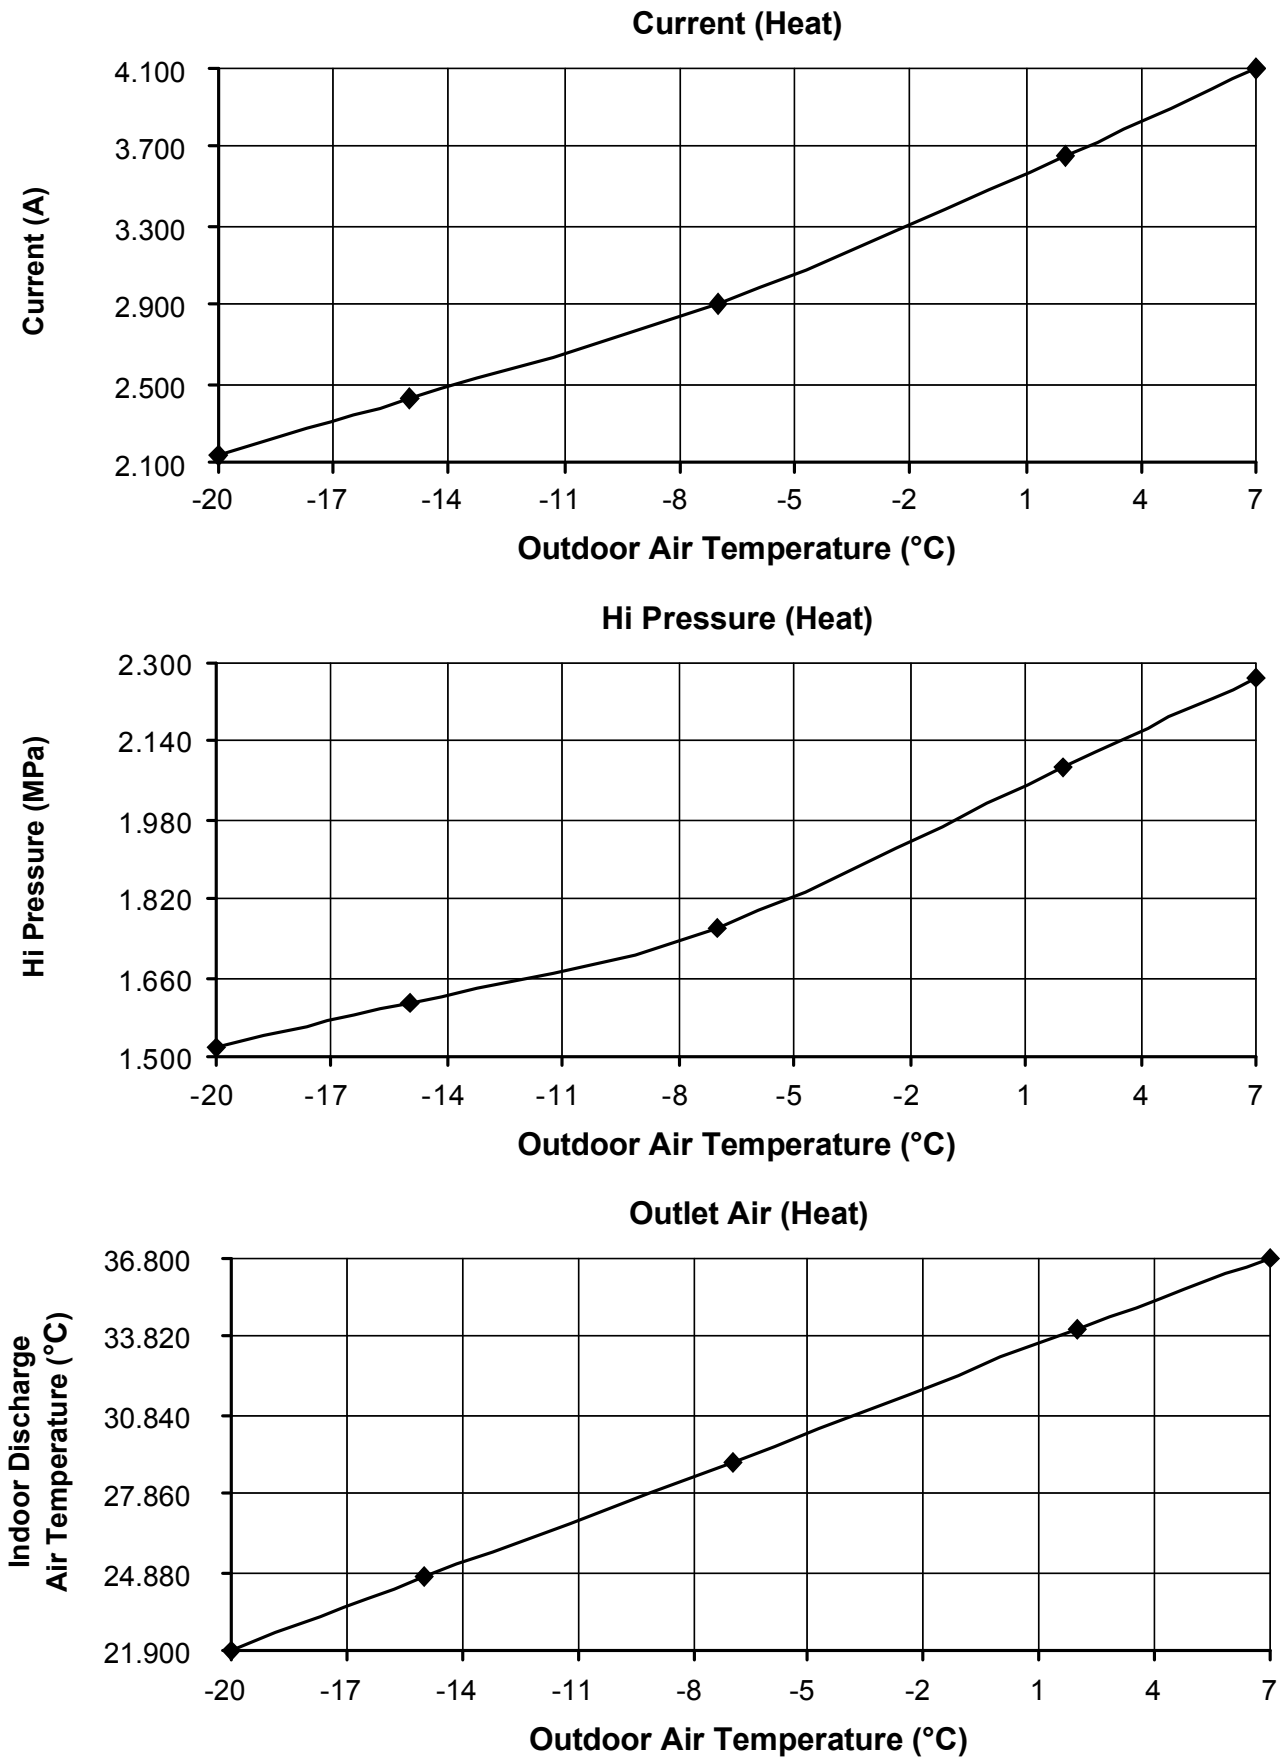 Current (Heat)
Current (A)
4.100
3.700
3.300
2.900
2.500
2.100
-20 -17 -14 -11 -8 -5 -2 1 4 7
Outdoor Air Temperature (°C)
Hi Pressure (Heat)
Hi Pressure (MPa)
2.300
2.140
1.980
1.820
1.660
1.500
-20 -17 -14 -11 -8 -5 -2 1 4 7
Outdoor Air Temperature (°C)
Outlet Air (Heat)
Indoor Discharge
Air Temperature (°C)
36.800
33.820
30.840
27.860
24.880
21.900
-20 -17 -14 -11 -8 -5 -2 1 4 7
Outdoor Air Temperature (°C)